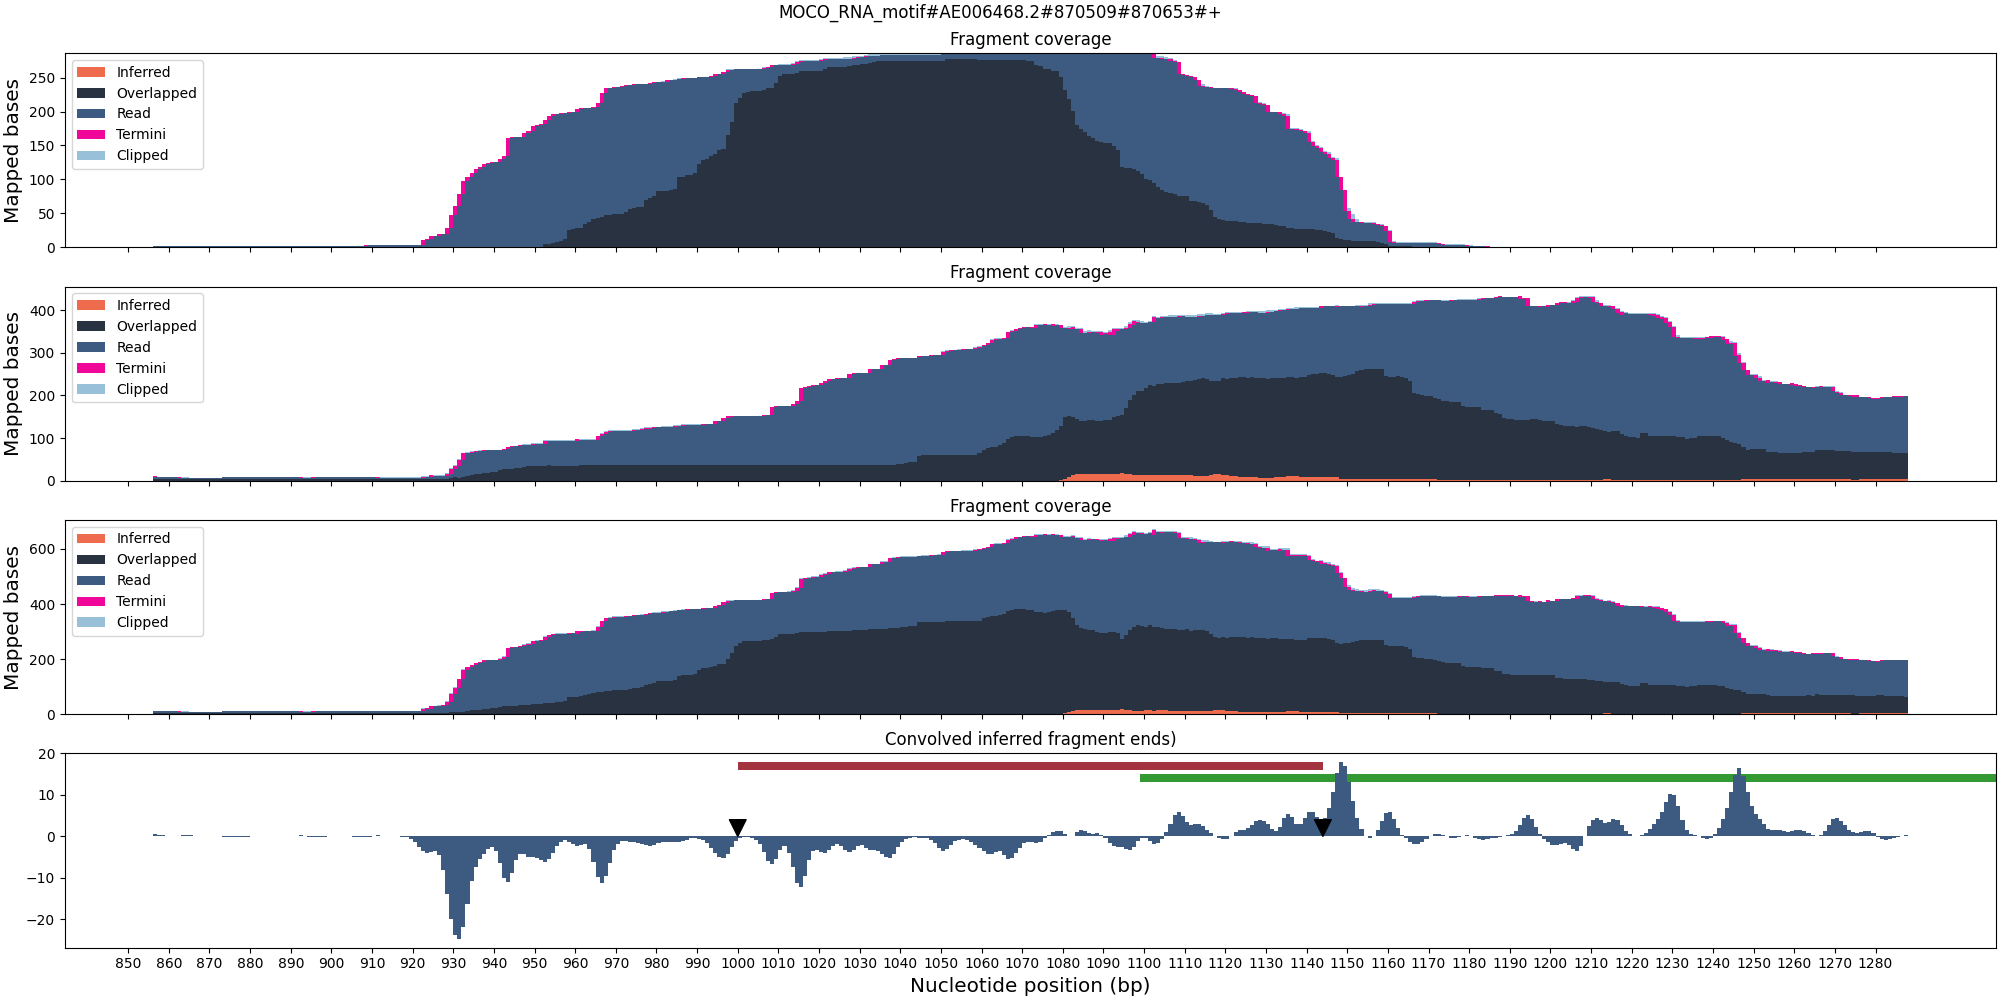 MOCO_RNA_motif#AE006468.2#870509#870653#+
Fragment coverage
Mapped bases
250
200
150
100
50
0
Inferred
Overlapped
Read
Termini
Clipped
Fragment coverage
Mapped bases
400
300
200
100
0
Inferred
Overlapped
Read
Termini
Clipped
Fragment coverage
Mapped bases
600
400
200
0
Inferred
Overlapped
Read
Termini
Clipped
Convolved inferred fragment ends)
20
10
0
−10
−20
850 860 870 880 890 900 910 920 930 940 950 960 970 980 990 1000 1010 1020 1030 1040 1050 1060 1070 1080 1090 1100 1110 1120 1130 1140 1150 1160 1170 1180 1190 1200 1210 1220 1230 1240 1250 1260 1270 1280
Nucleotide position (bp)